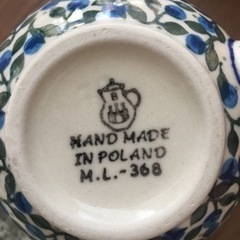 B
HAND MADE
IN POLAND
M.L.-368